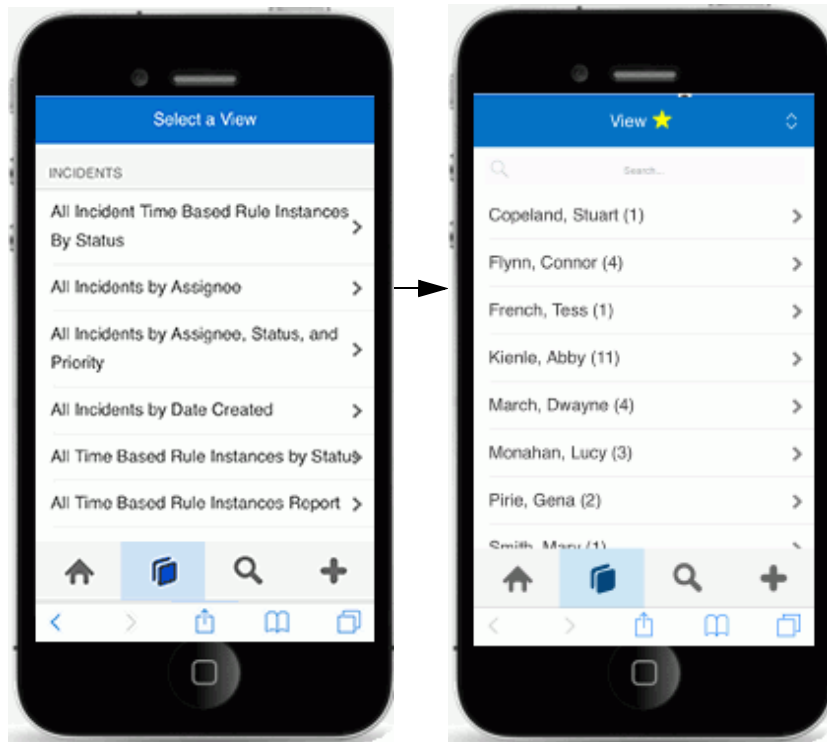 Select a View
INCIDENTS
All Incident Time Based Rule Instances
By Status
All Incidents by Assignee
All Incidents by Assignee, Status, and
Priority
All Incidents by Date Created
All Time Based Rule Instances by Status
All Time Based Rule Instances Report
View
Search...
Copeland, Stuart (1)
Flynn, Connor (4)
French, Tess (1)
Kienle, Abby (11)
March, Dwayne (4)
Monahan, Lucy (3)
Pirie, Gena (2)
Smith, Mary (1)